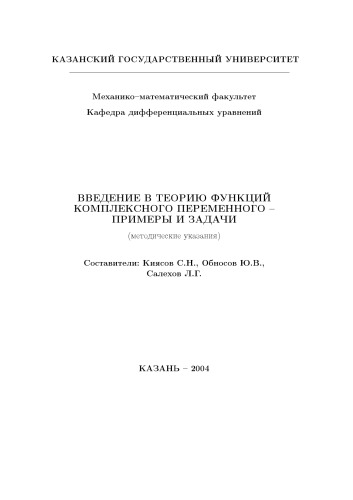 КАЗАНСКИЙ ГОСУДАРСТВЕННЫЙ УНИВЕРСИТЕТ
Механико–математический факультет
Кафедра дифференциальных уравнений
ВВЕДЕНИЕ В ТЕОРИЮ ФУНКЦИЙ
КОМПЛЕКСНОГО ПЕРЕМЕННОГО –
ПРИМЕРЫ И ЗАДАЧИ
(методические указания)
Составители: Киясов С.Н., Обносов Ю.В.,
Салехов Л.Г.
КАЗАНЬ – 2004